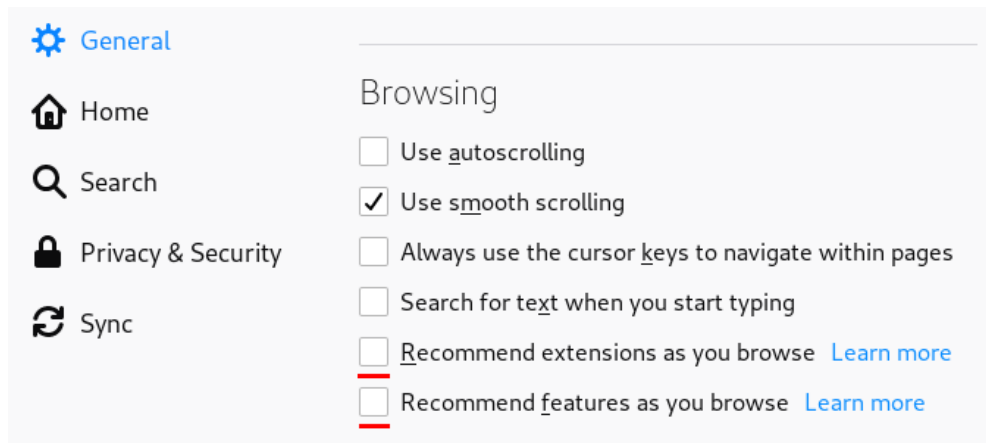 General
Home
Search
Privacy & Security
Sync
Browsing
Use autoscrolling
Use smooth scrolling
Always use the cursor keys to navigate within pages
Search for text when you start typing
Recommend extensions as you browse Learn more
Recommend features as you browse Learn more